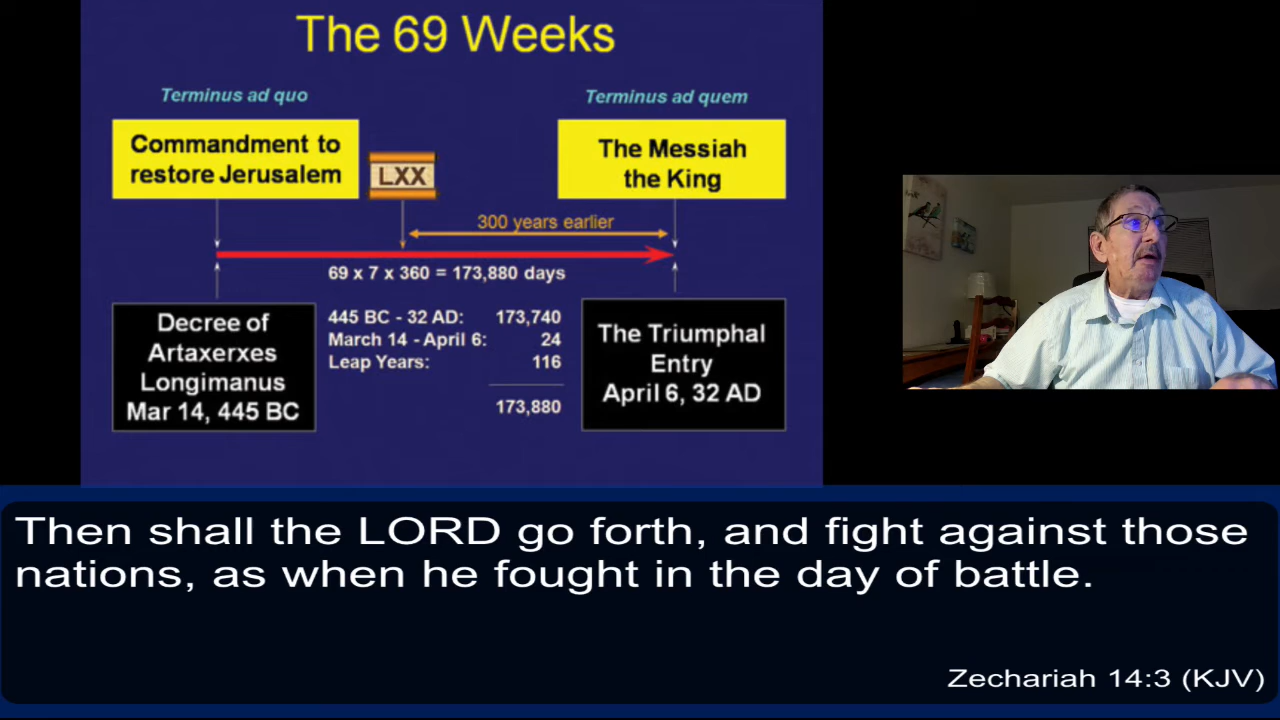 The 69 Weeks
Terminus ad quo
Terminus ad quem
Commandment to
restore Jerusalem
LXX
The Messiah
the King
300 years earlier
69 x 7 x 360 = 173,880 days
Decree of
Artaxerxes
Longimanus
Mar 14, 445 BC
445 BC - 32 AD: 173,740
March 14 - April 6: 24
Leap Years: 116
173,880
The Triumphal
Entry
April 6, 32 AD
Then shall the LORD go forth, and fight against those
nations, as when he fought in the day of battle.
Zechariah 14:3 (KJV)